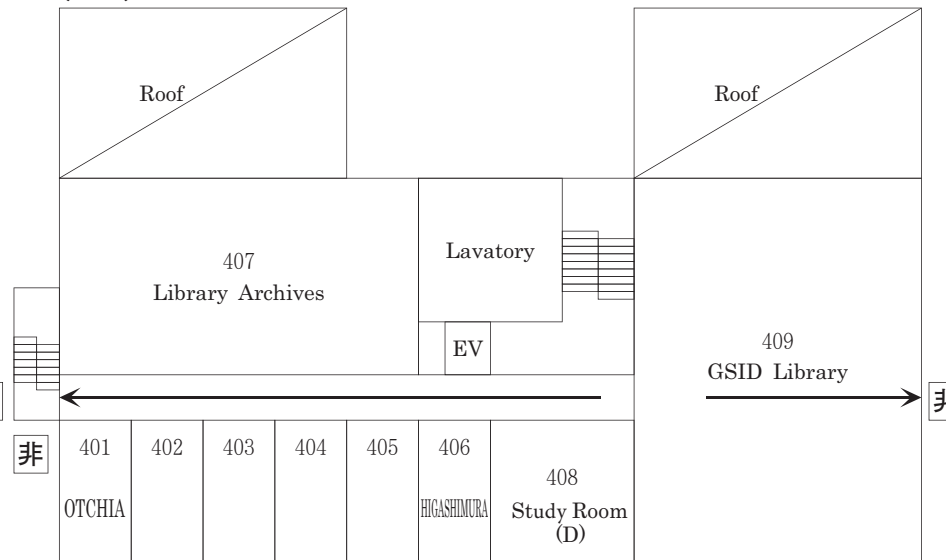 Roof
Roof
407
Library Archives
Lavatory
EV
409
GSID Library
非
401
402
403
404
405
406
408
OTCHIA
HIGASHIMURA
Study Room
(D)